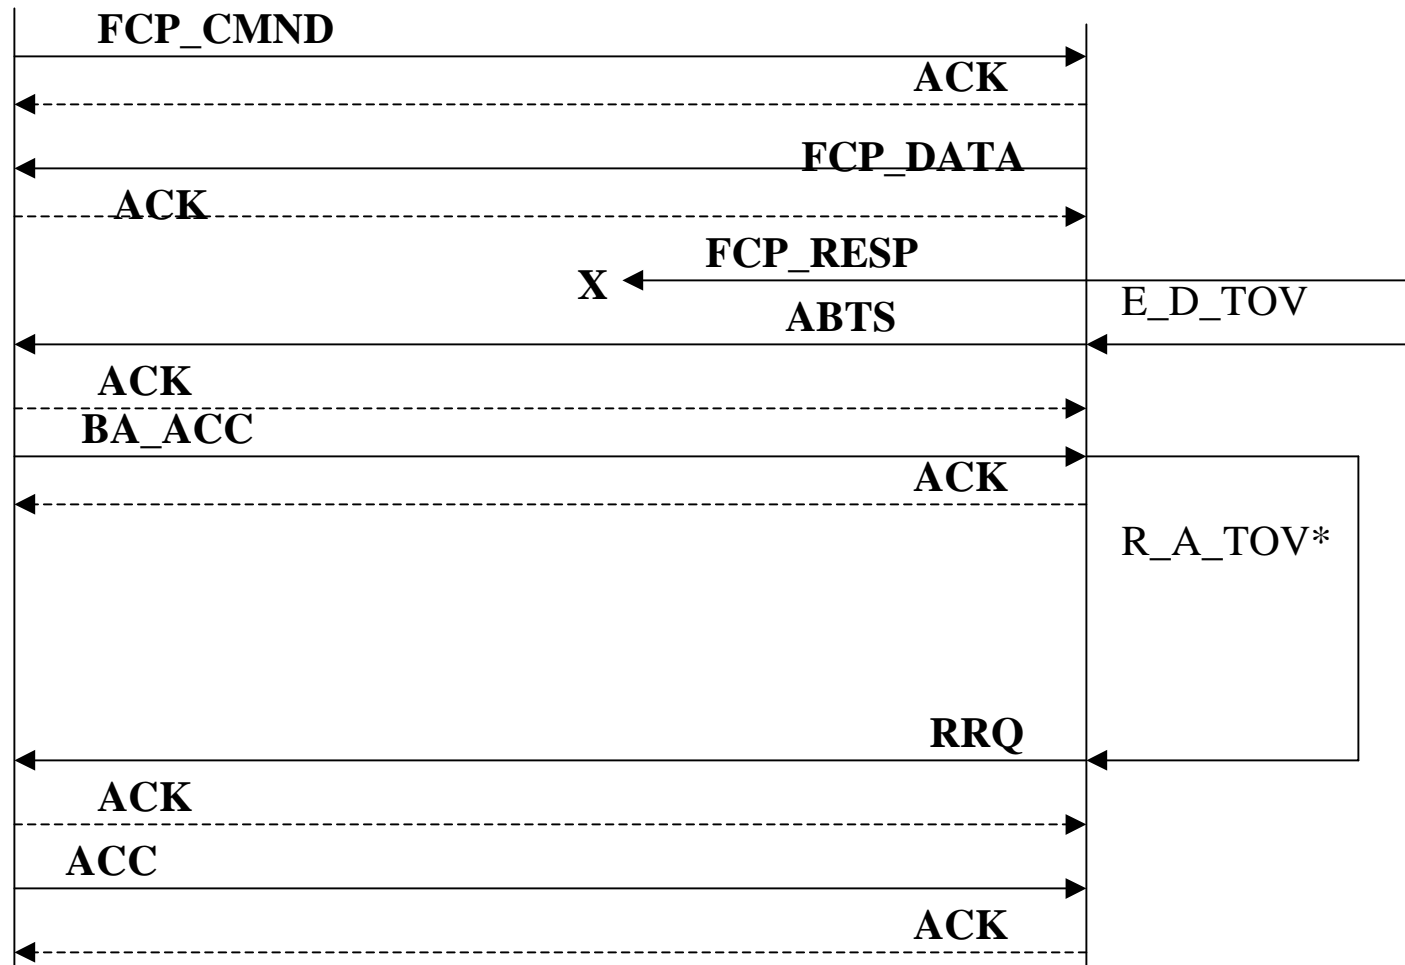 FCP_CMND
ACK
FCP_DATA
ACK
FCP_RESP
X
E_D_TOV
ABTS
ACK
BA_ACC
ACK
R_A_TOV*
RRQ
ACK
ACC
ACK